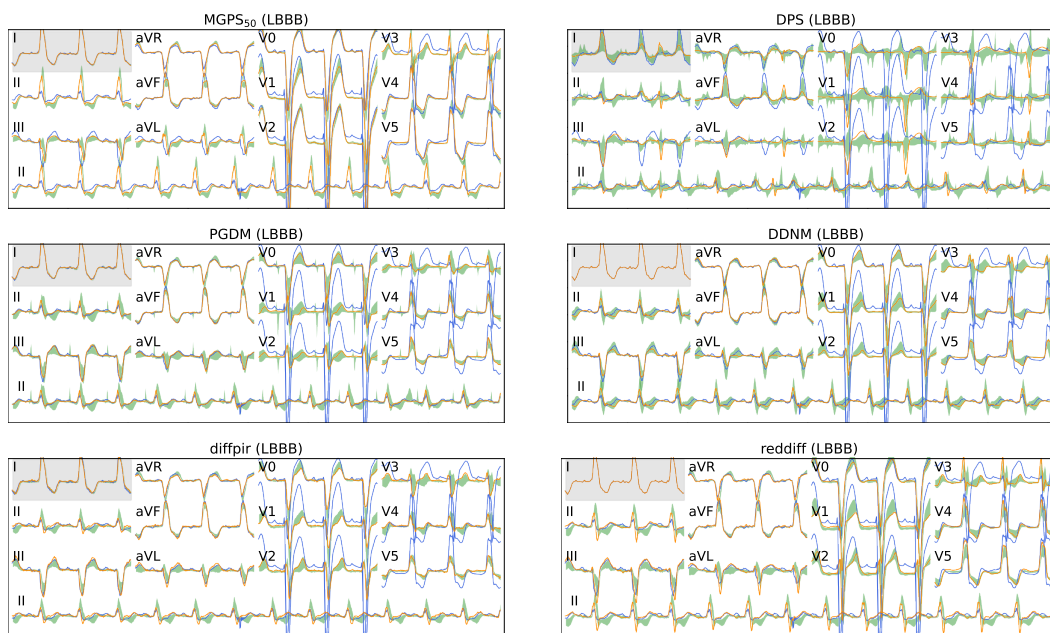 MGPS50 (LBBB)
I aVR V0 V3
II aVF V1 V4
III aVL V2 V5
II
DPS (LBBB)
I aVR V0 V3
II aVF V1 V4
III aVL V2 V5
II
PGDM (LBBB)
I aVR V0 V3
II aVF V1 V4
III aVL V2 V5
II
DDNM (LBBB)
I aVR V0 V3
II aVF V1 V4
III aVL V2 V5
II
diffpir (LBBB)
I aVR V0 V3
II aVF V1 V4
III aVL V2 V5
II
reddiff (LBBB)
I aVR V0 V3
II aVF V1 V4
III aVL V2 V5
II